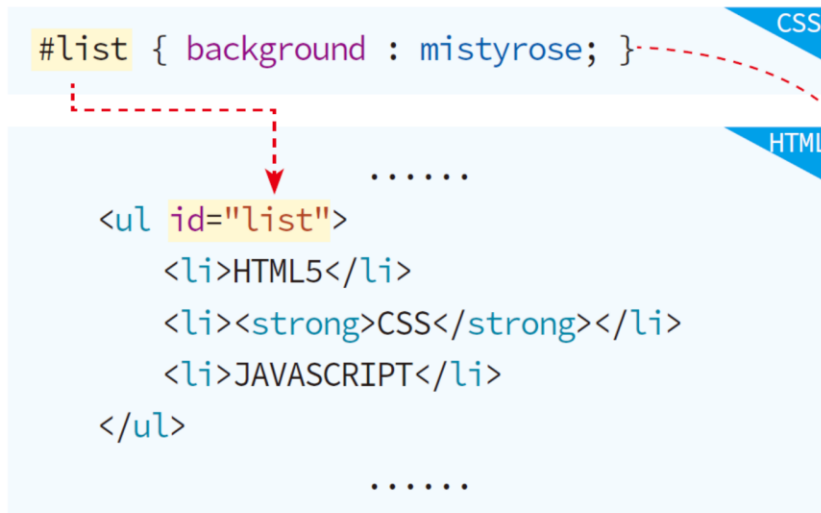 CSS
#list { background : mistyrose; }
HTML
......
<ul id="list">
<li>HTML5</li>
<li><strong>CSS</strong></li>
<li>JAVASCRIPT</li>
</ul>
......